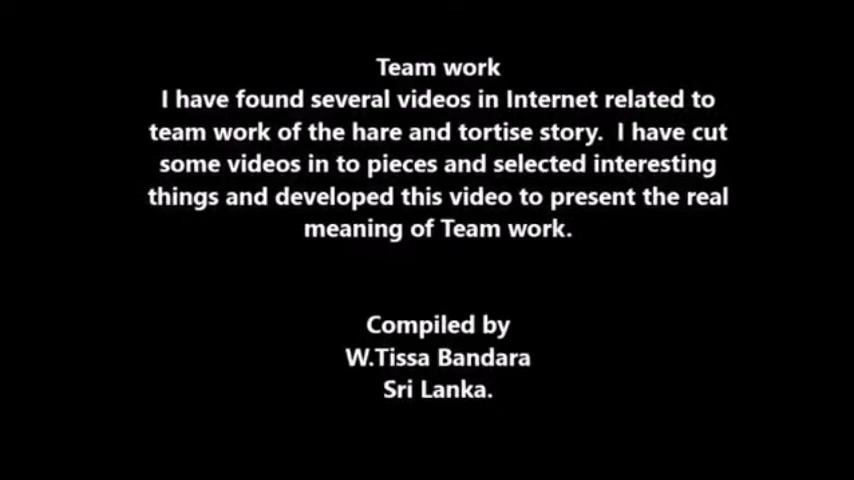 Team work
I have found several videos in Internet related to
team work of the hare and tortise story.  I have cut
some videos in to pieces and selected interesting
things and developed this video to present the real
meaning of Team work.
Compiled by
W.Tissa Bandara
Sri Lanka.